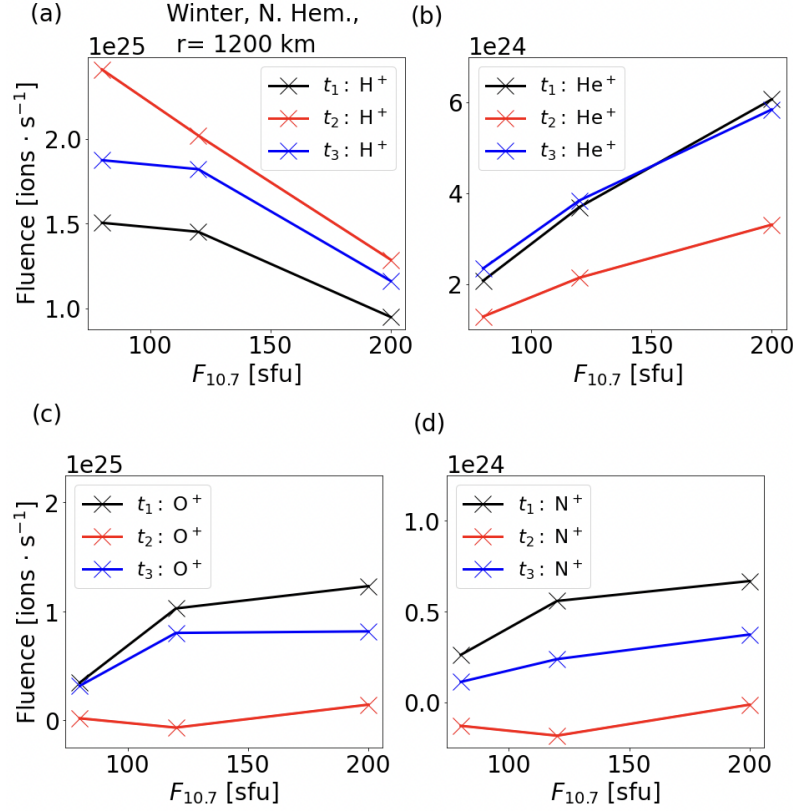 (a)
Winter, N. Hem.,
r= 1200 km
1e25
Fluence [ions · s⁻¹]
2.0
1.5
1.0
t₁ : H⁺
t₂ : H⁺
t₃ : H⁺
100
150
200
F₁₀.₇ [sfu]
(b)
1e24
6
4
2
t₁ : He⁺
t₂ : He⁺
t₃ : He⁺
100
150
200
F₁₀.₇ [sfu]
(c)
1e25
Fluence [ions · s⁻¹]
2
1
0
t₁ : O⁺
t₂ : O⁺
t₃ : O⁺
100
150
200
F₁₀.₇ [sfu]
(d)
1e24
1.0
0.5
0.0
t₁ : N⁺
t₂ : N⁺
t₃ : N⁺
100
150
200
F₁₀.₇ [sfu]